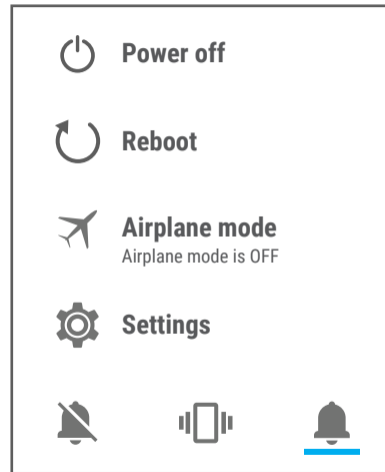 Power off
Reboot
Airplane mode
Airplane mode is OFF
Settings